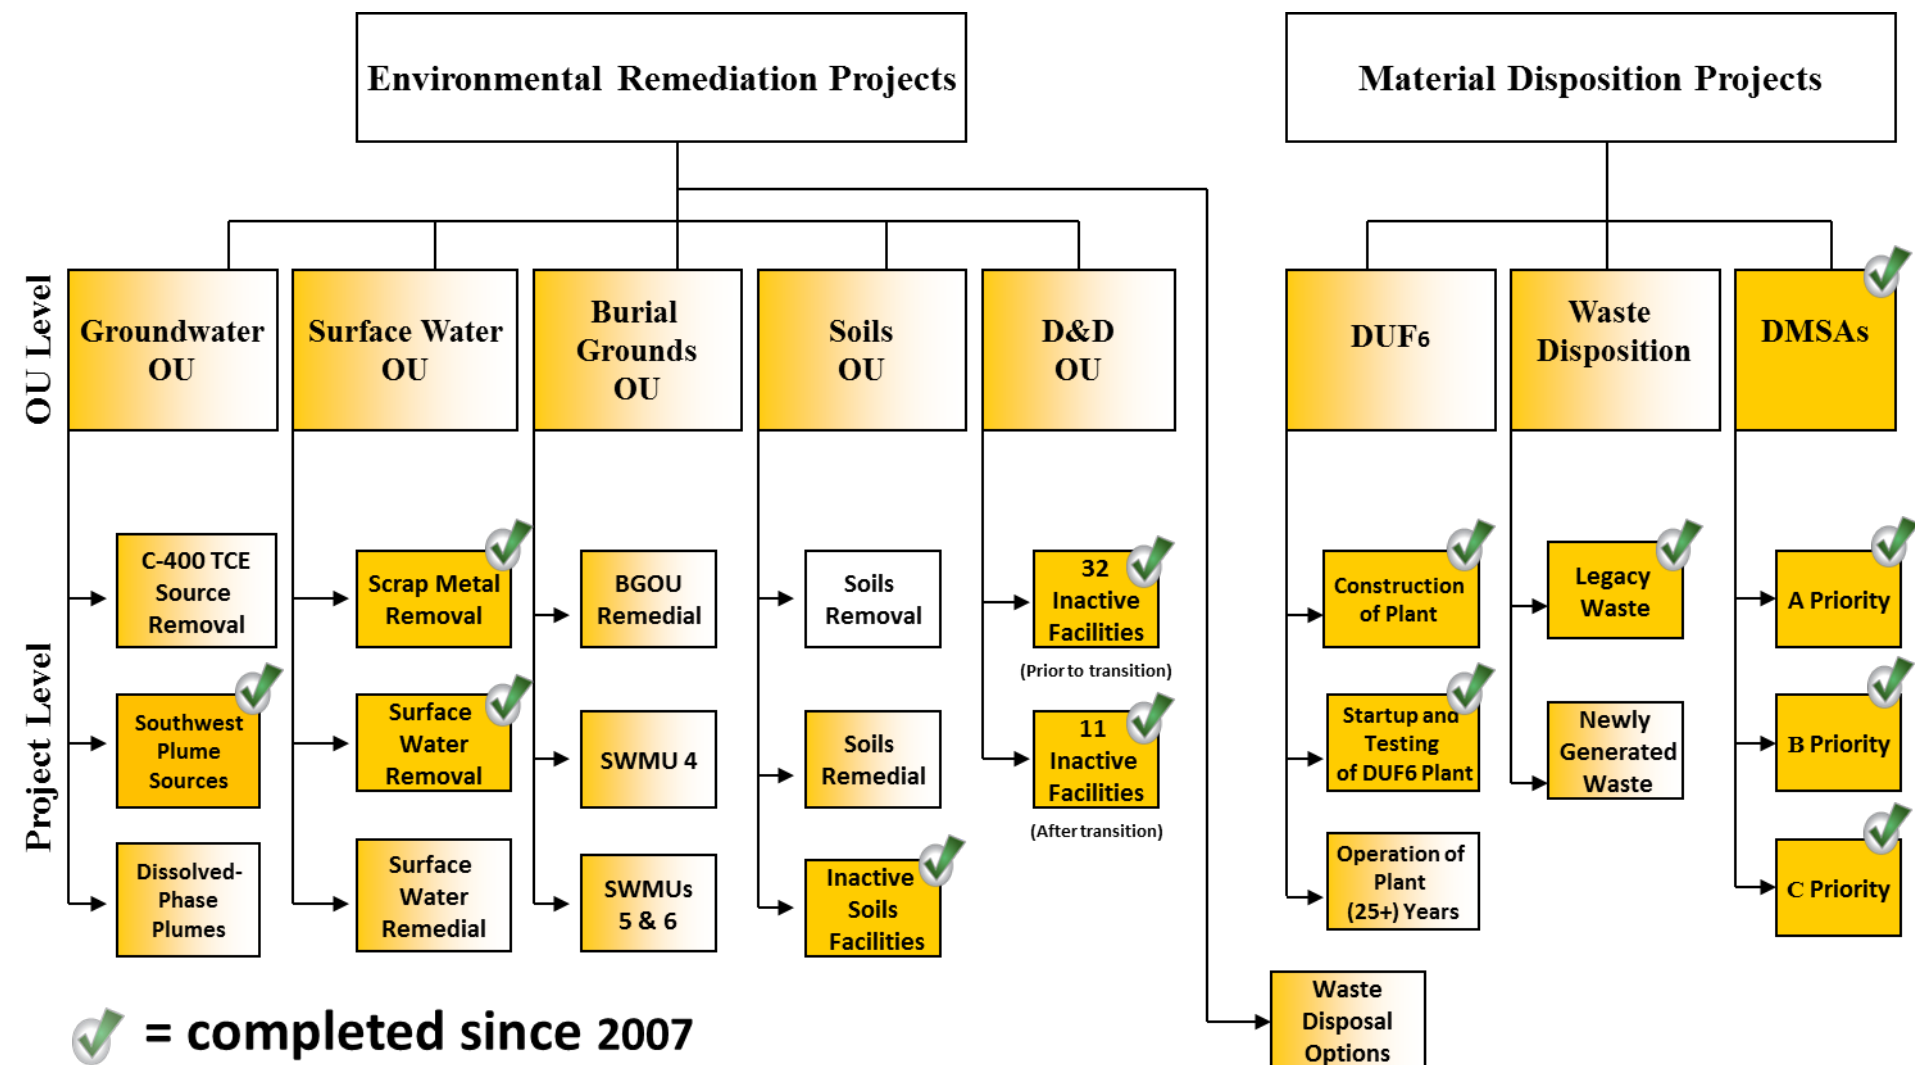 Environmental Remediation Projects
Material Disposition Projects
OU Level
Groundwater
OU
Surface Water
OU
Burial
Grounds
OU
Soils
OU
D&D
OU
DUF6
Waste
Disposition
DMSAs
Project Level
C-400 TCE
Source
Removal
Southwest
Plume
Sources
Dissolved-
Phase
Plumes
Scrap Metal
Removal
Surface
Water
Removal
Surface
Water
Remedial
BGOU
Remedial
SWMU 4
SWMUs
5 & 6
Soils
Removal
Soils
Remedial
Inactive
Soils
Facilities
32
Inactive
Facilities
(Prior to transition)
11
Inactive
Facilities
(After transition)
Construction
of Plant
Startup and
Testing
of DUF6 Plant
Operation of
Plant
(25+) Years
Legacy
Waste
Newly
Generated
Waste
A Priority
B Priority
C Priority
Waste
Disposal
Options
= completed since 2007